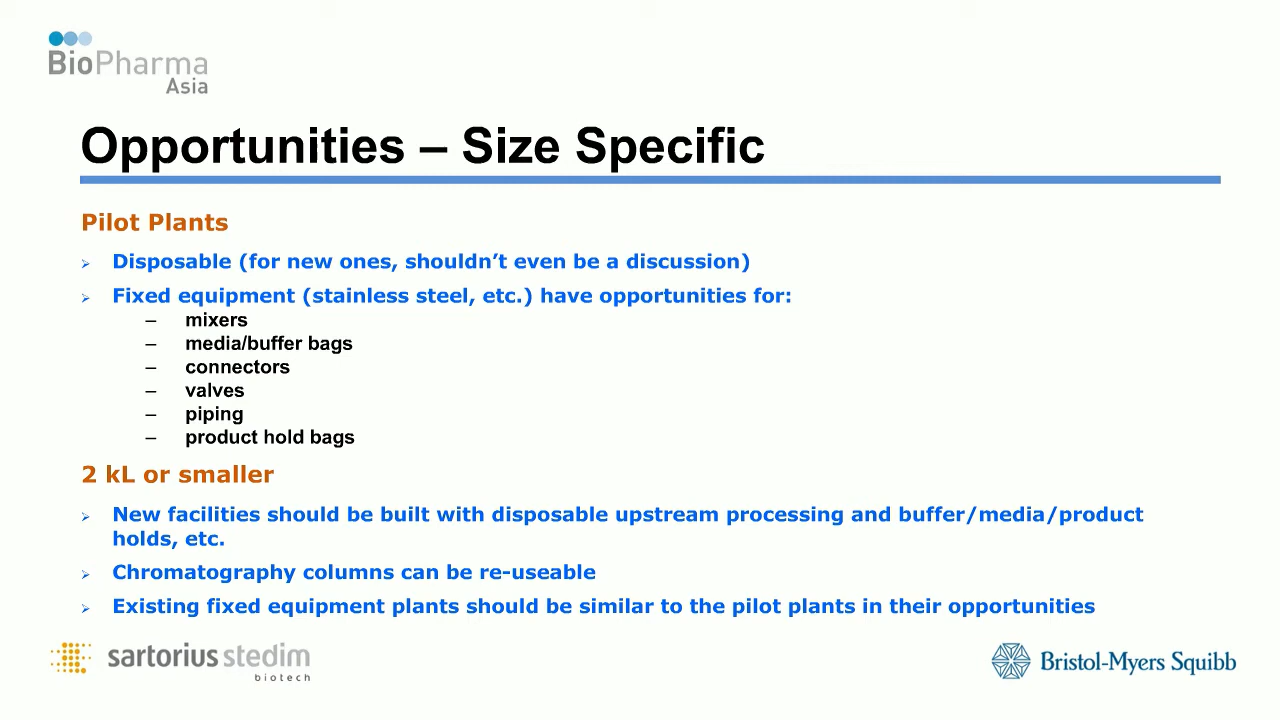 BioPharma
Asia
Opportunities – Size Specific
Pilot Plants
Disposable (for new ones, shouldn’t even be a discussion)
Fixed equipment (stainless steel, etc.) have opportunities for:
– mixers
– media/buffer bags
– connectors
– valves
– piping
– product hold bags
2 kL or smaller
New facilities should be built with disposable upstream processing and buffer/media/product
holds, etc.
Chromatography columns can be re-useable
Existing fixed equipment plants should be similar to the pilot plants in their opportunities
sartorius stedim
biotech
Bristol-Myers Squibb